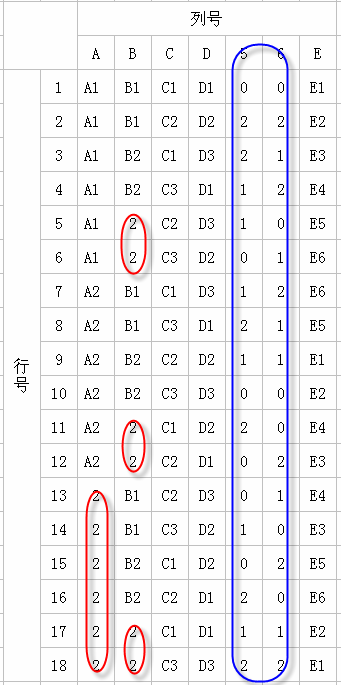 列号
A B C D 5 6 E
行号
1 A1 B1 C1 D1 0 0 E1
2 A1 B1 C2 D2 2 2 E2
3 A1 B2 C1 D3 2 1 E3
4 A1 B2 C3 D1 1 2 E4
5 A1 2 C2 D3 1 0 E5
6 A1 2 C3 D2 0 1 E6
7 A2 B1 C1 D3 1 2 E6
8 A2 B1 C3 D1 2 1 E5
9 A2 B2 C2 D2 1 1 E1
10 A2 B2 C3 D3 0 0 E2
11 A2 2 C1 D2 2 0 E4
12 A2 2 C2 D1 0 2 E3
13 2 B1 C2 D3 0 1 E4
14 2 B1 C3 D2 1 0 E3
15 2 B2 C1 D2 0 2 E5
16 2 B2 C2 D1 2 0 E6
17 2 2 C1 D1 1 1 E2
18 2 2 C3 D3 2 2 E1